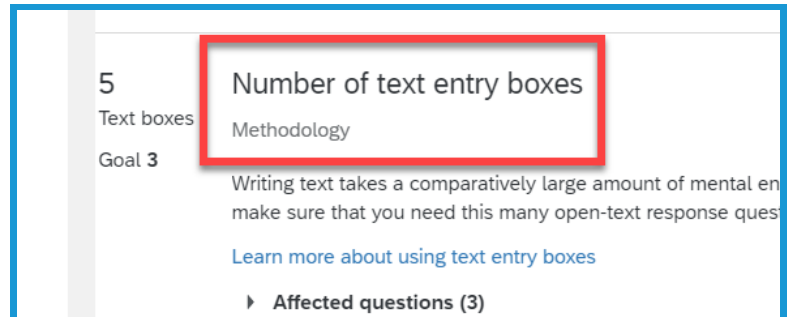 5
Text boxes
Goal 3
Number of text entry boxes
Methodology
Writing text takes a comparatively large amount of mental en
make sure that you need this many open-text response ques
Learn more about using text entry boxes
Affected questions (3)